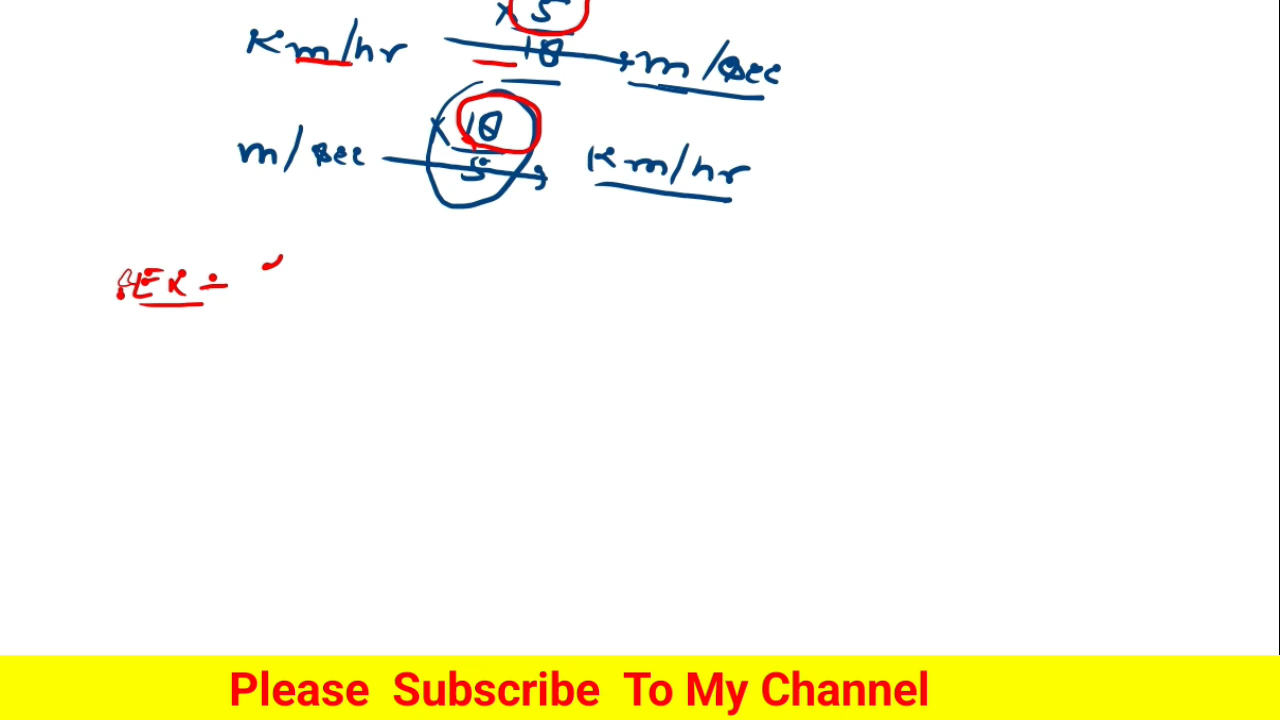 × 5
Km/hr → m/sec
18
× 18
m/sec → Km/hr
5
Ex ÷
Please Subscribe To My Channel